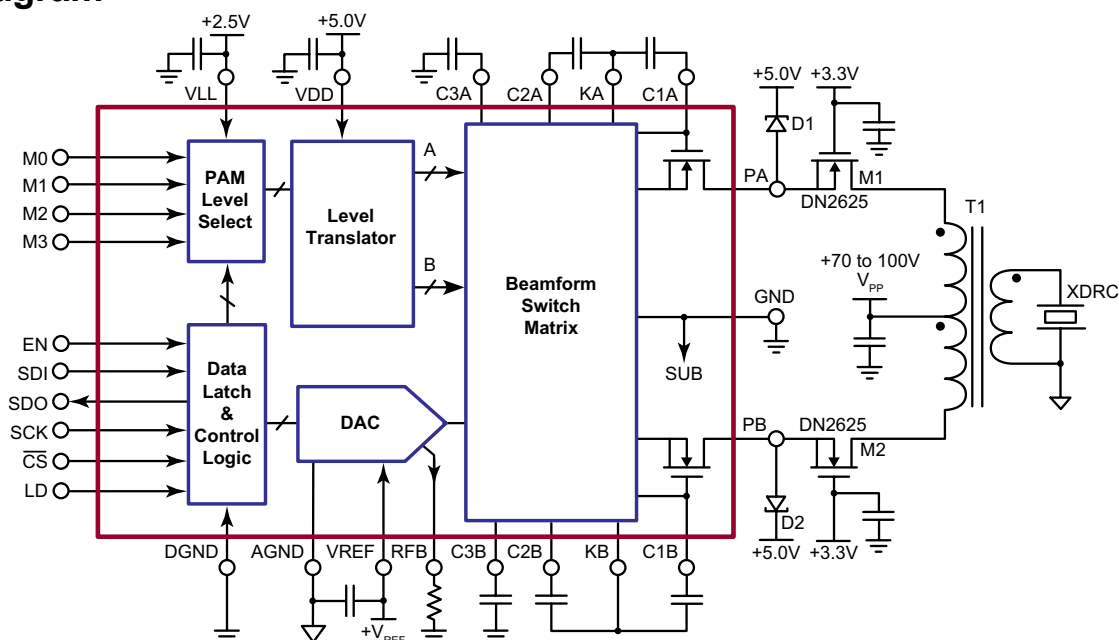 +2.5V
+5.0V
VLL
VDD
C3A
C2A
KA
C1A
+5.0V
+3.3V
D1
M0
M1
M2
M3
PAM
Level
Select
Level
Translator
A
B
Beamform
Switch
Matrix
PA
M1
DN2625
T1
+70 to 100V
VPP
XDRC
GND
SUB
EN
SDI
SDO
SCK
CS
LD
Data
Latch
&
Control
Logic
DAC
PB
DN2625
M2
D2
+5.0V
+3.3V
DGND
AGND
VREF
RFB
C3B
C2B
KB
C1B
+VREF